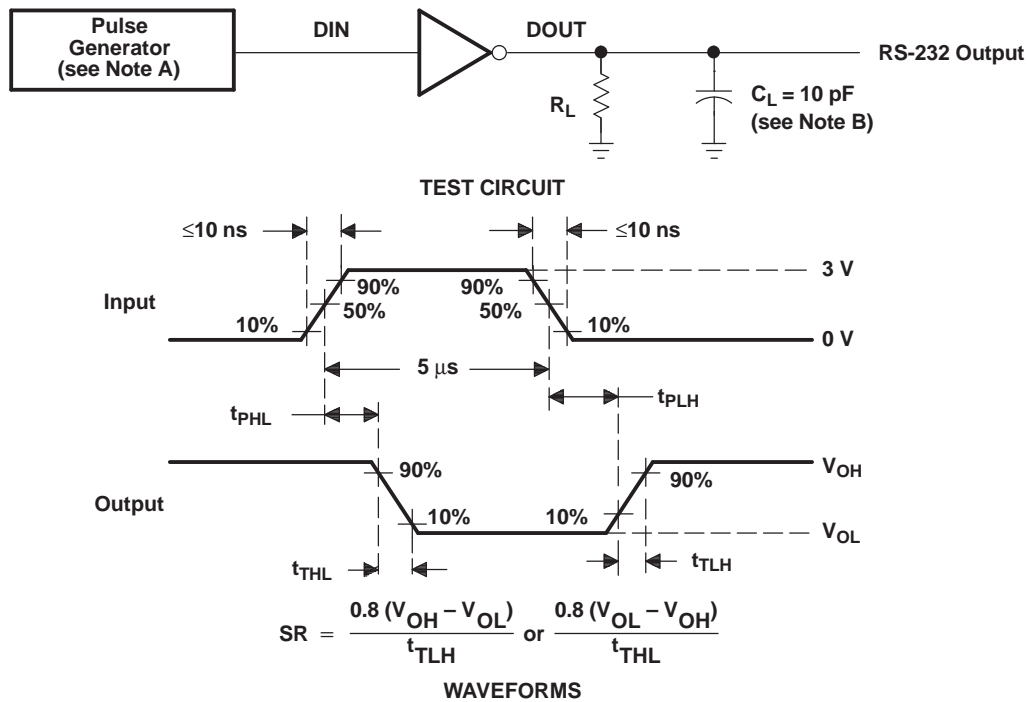 Pulse
Generator
(see Note A)
DIN
DOUT
RS-232 Output
RL
CL = 10 pF
(see Note B)
TEST CIRCUIT
≤10 ns
≤10 ns
3 V
Input
90%
90%
50%
50%
10%
10%
0 V
5 µs
tPHL
tPLH
VOH
90%
90%
Output
10%
10%
VOL
tTHL
tTLH
SR = 0.8 (VOH – VOL) / tTLH or 0.8 (VOL – VOH) / tTHL
WAVEFORMS